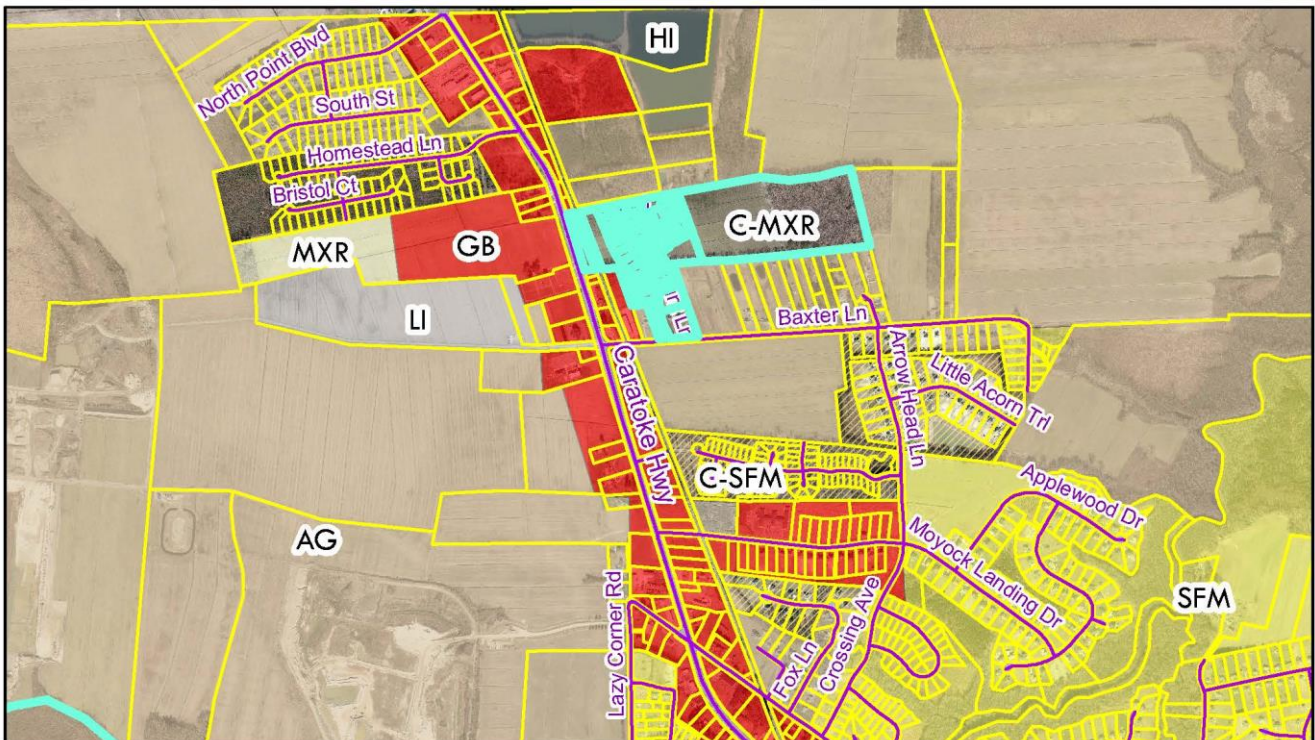 HI
North Point Blvd
South St
Homestead Ln
Bristol Ct
C-MXR
MXR
GB
LI
Baxter Ln
Arrow Head Ln
Little Acorn Trl
Caratoke Hwy
C-SFM
Applewood Dr
AG
Moyock Landing Dr
SFM
Lazy Corner Rd
Fox Ln
Crossing Ave